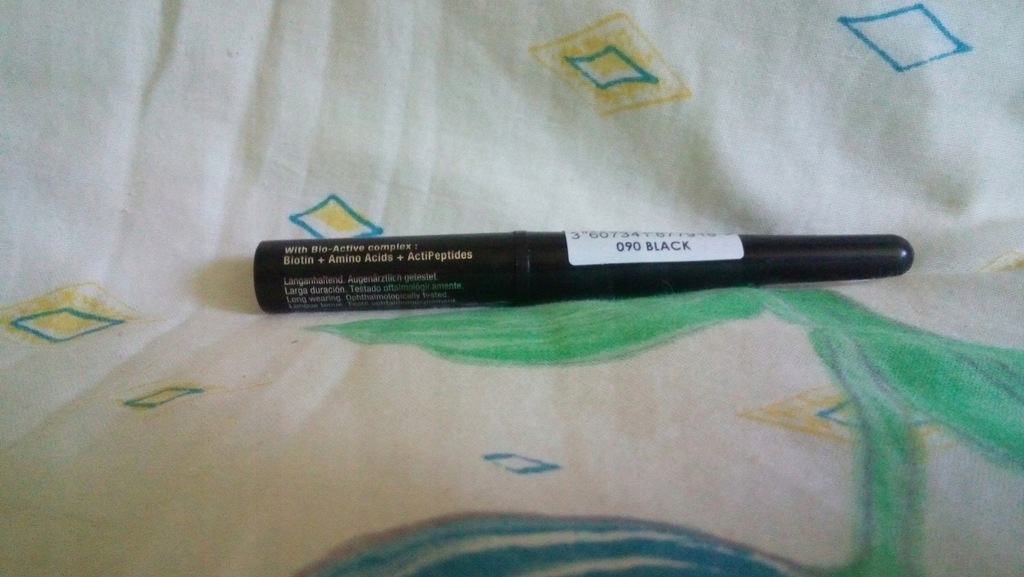 With Bio-Active complex :
Biotin + Amino Acids + ActiPeptides
Langanhaltend. Augenärztlich getestet.
Larga duración. Testado oftalmológicamente.
Long wearing. Ophthalmologically tested.
090 BLACK